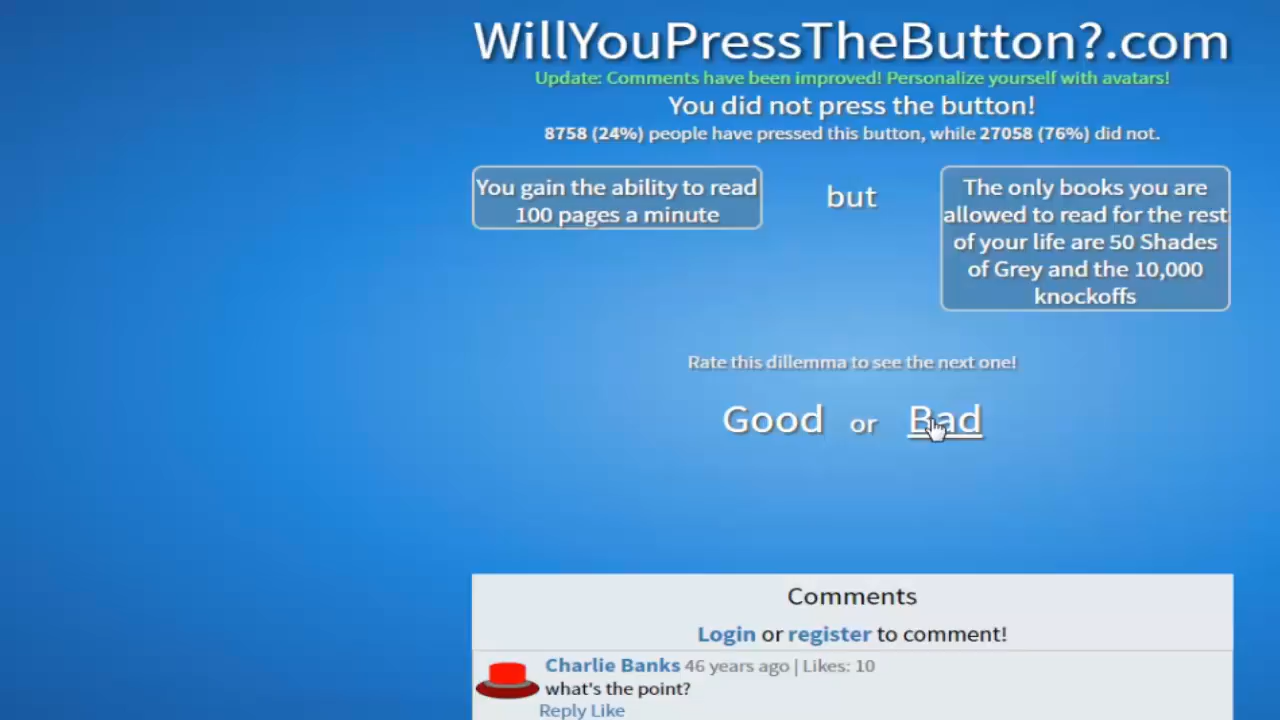 WillYouPressTheButton?.com
Update: Comments have been improved! Personalize yourself with avatars!
You did not press the button!
8758 (24%) people have pressed this button, while 27058 (76%) did not.
You gain the ability to read
100 pages a minute
but
The only books you are
allowed to read for the rest
of your life are 50 Shades
of Grey and the 10,000
knockoffs
Rate this dillemma to see the next one!
Good or Bad
Comments
Login or register to comment!
Charlie Banks 46 years ago | Likes: 10
what's the point?
Reply Like